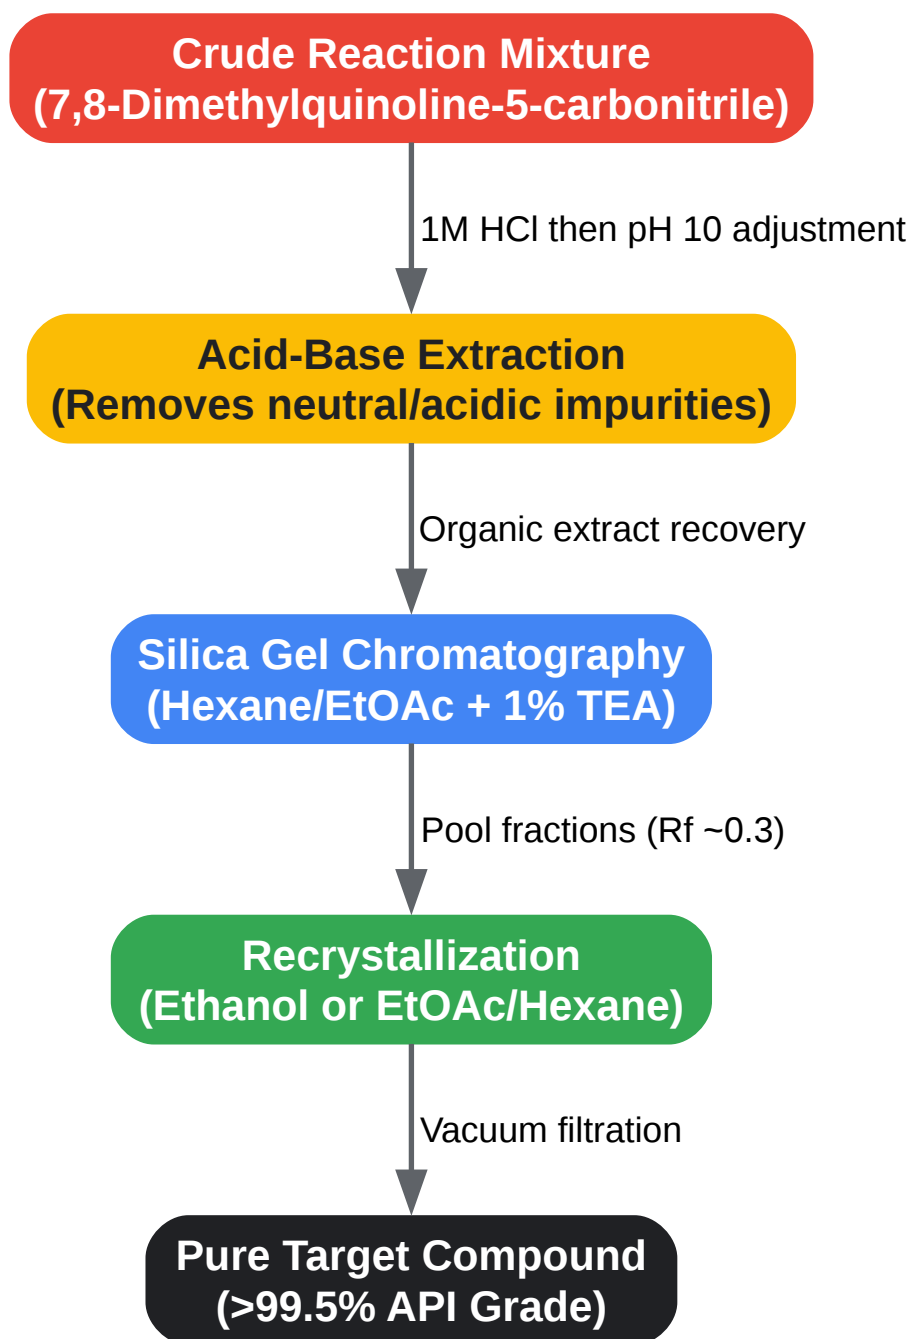 Crude Reaction Mixture
(7,8-Dimethylquinoline-5-carbonitrile)
1M HCl then pH 10 adjustment
Acid-Base Extraction
(Removes neutral/acidic impurities)
Organic extract recovery
Silica Gel Chromatography
(Hexane/EtOAc + 1% TEA)
Pool fractions (Rf ~0.3)
Recrystallization
(Ethanol or EtOAc/Hexane)
Vacuum filtration
Pure Target Compound
(>99.5% API Grade)